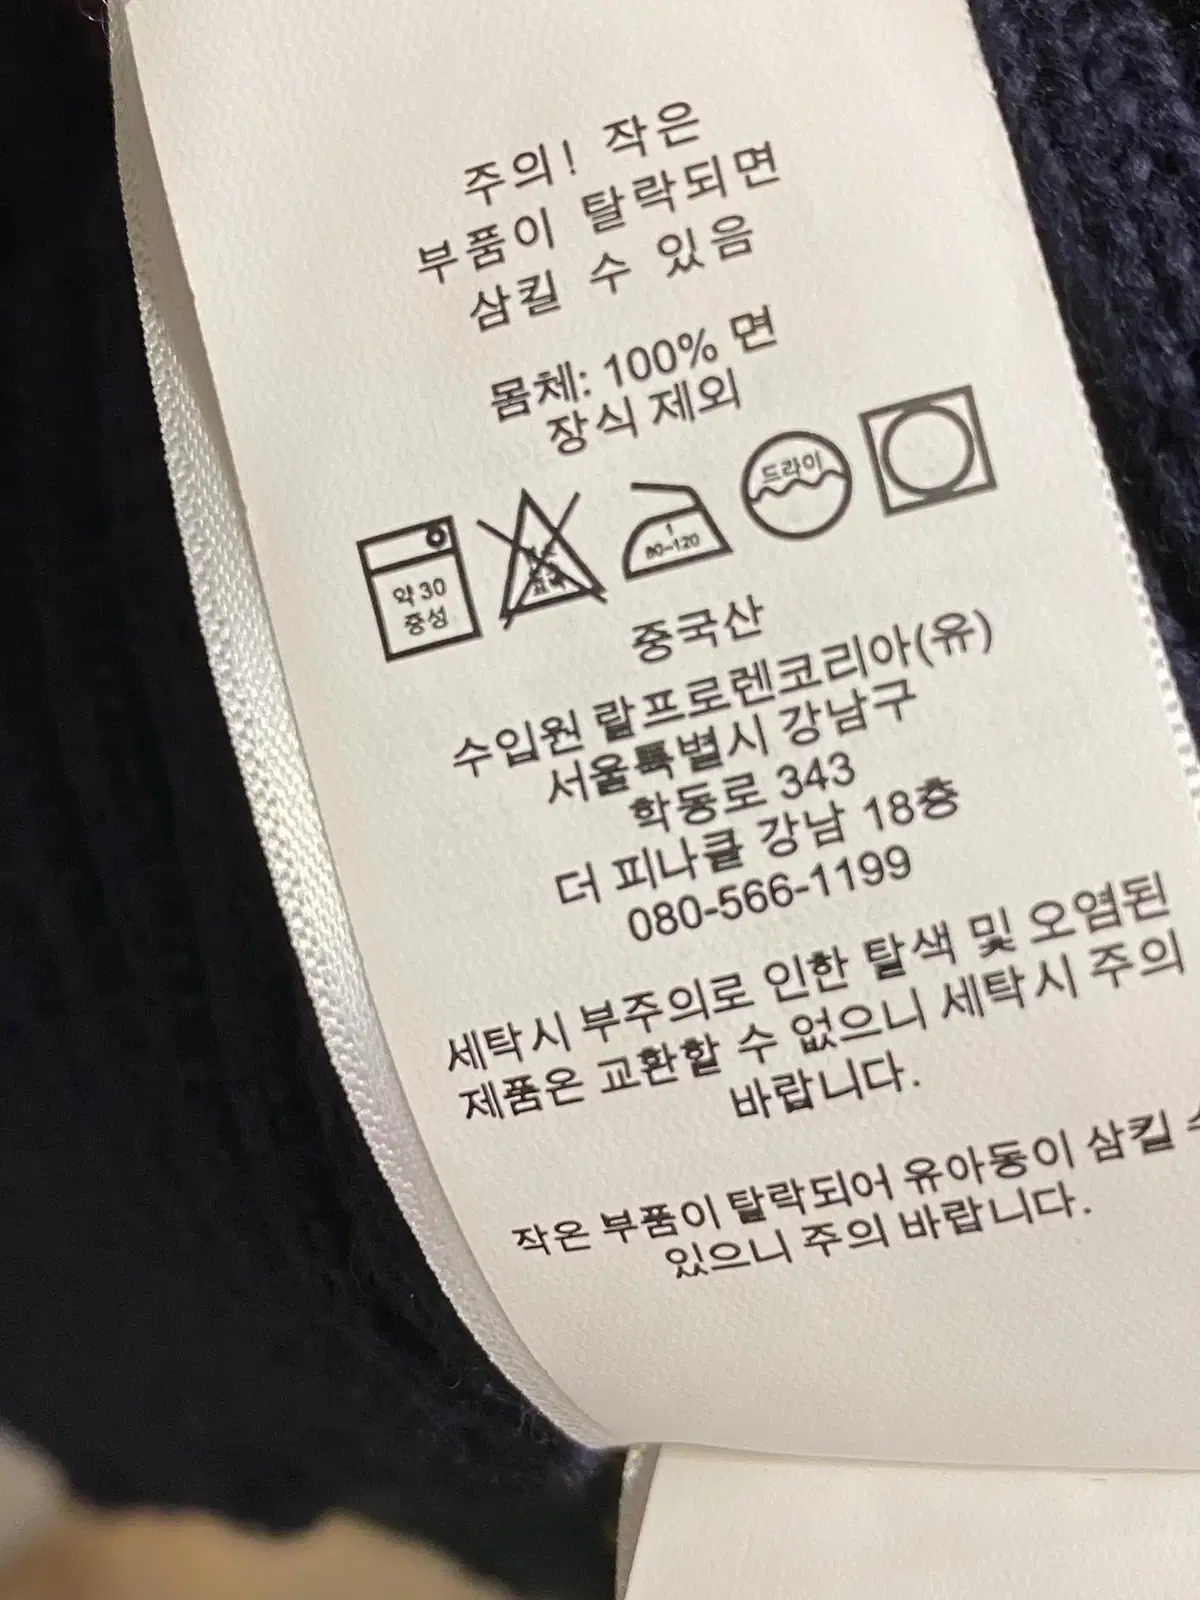 주의! 작은
부품이 탈락되면
삼킬 수 있음
몸체: 100% 면
장식 제외
약 30
중성
1
80-120
드라이
중국산
수입원 랄프로렌코리아(유)
서울특별시 강남구
학동로 343
더 피나클 강남 18층
080-566-1199
세탁시 부주의로 인한 탈색 및 오염된
제품은 교환할 수 없으니 세탁시 주의
바랍니다.
작은 부품이 탈락되어 유아동이 삼킬 수
있으니 주의 바랍니다.